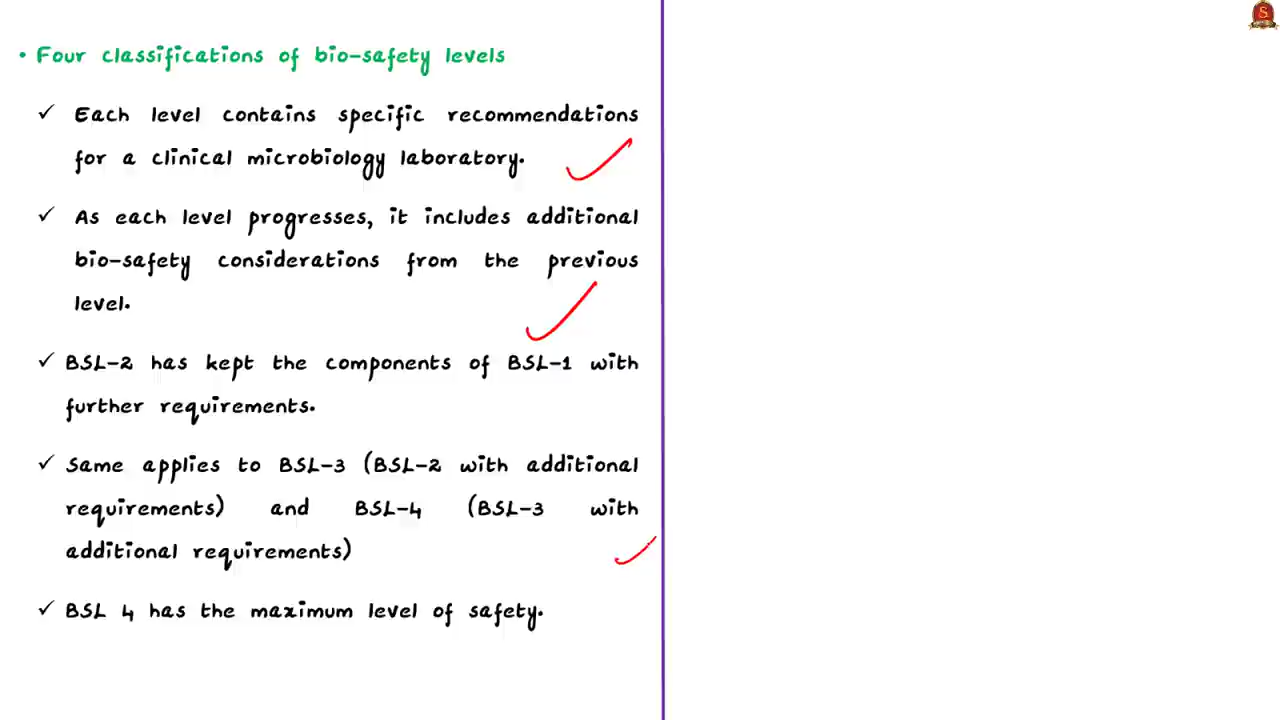 • Four classifications of bio-safety levels
✓ Each level contains specific recommendations
for a clinical microbiology laboratory.
✓ As each level progresses, it includes additional
bio-safety considerations from the previous
level.
✓ BSL-2 has kept the components of BSL-1 with
further requirements.
✓ Same applies to BSL-3 (BSL-2 with additional
requirements) and BSL-4 (BSL-3 with
additional requirements)
✓ BSL 4 has the maximum level of safety.
S